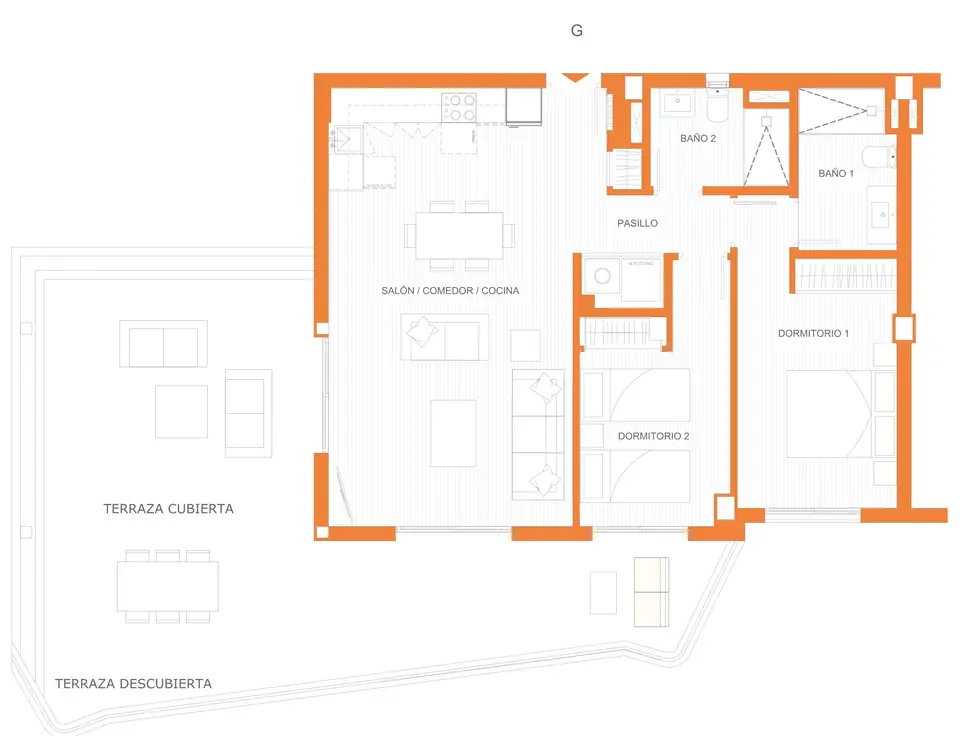 G
BAÑO 2
BAÑO 1
PASILLO
SALÓN / COMEDOR / COCINA
DORMITORIO 1
DORMITORIO 2
TERRAZA CUBIERTA
TERRAZA DESCUBIERTA